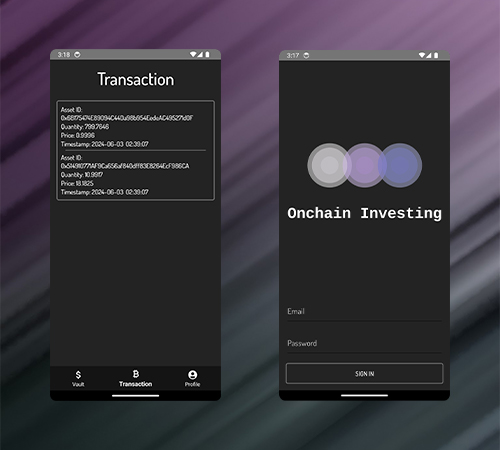 3:18
Transaction
Asset ID:
Quantity: 799.7646
Price: 0.9996
Timestamp: 2024-06-03 02:39:07
Asset ID:
Quantity: 10.9917
Price: 18.1825
Timestamp: 2024-06-03 02:39:07
Vault
Transaction
Profile
3:17
Onchain Investing
Email
Password
SIGN IN